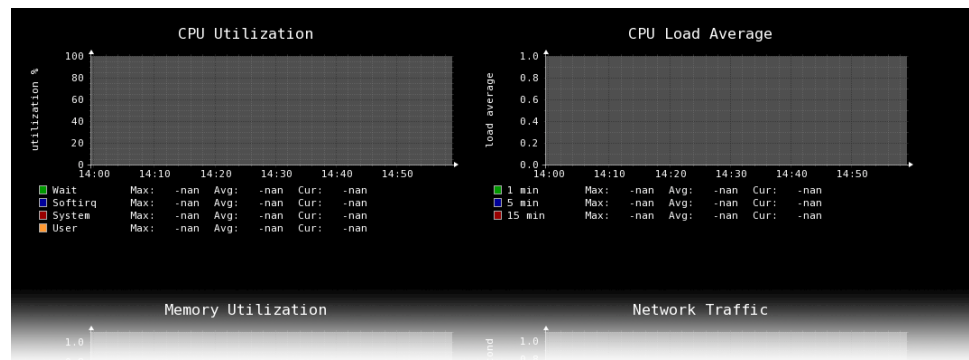 CPU Utilization
utilization %
100
80
60
40
20
0
14:00 14:10 14:20 14:30 14:40 14:50
Wait Max: -nan Avg: -nan Cur: -nan
Softirq Max: -nan Avg: -nan Cur: -nan
System Max: -nan Avg: -nan Cur: -nan
User Max: -nan Avg: -nan Cur: -nan
CPU Load Average
load average
1.0
0.8
0.6
0.4
0.2
0.0
14:00 14:10 14:20 14:30 14:40 14:50
1 min Max: -nan Avg: -nan Cur: -nan
5 min Max: -nan Avg: -nan Cur: -nan
15 min Max: -nan Avg: -nan Cur: -nan
Memory Utilization
1.0
Network Traffic
1.0